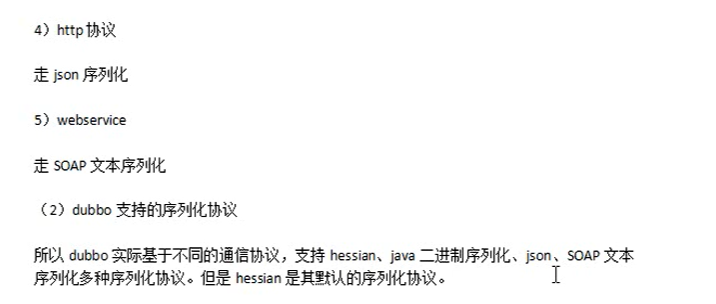 4）http协议
走 json 序列化
5）webservice
走 SOAP 文本序列化
（2）dubbo 支持的序列化协议
所以 dubbo 实际基于不同的通信协议，支持 hessian、java 二进制序列化、json、SOAP 文本
序列化多种序列化协议。但是 hessian 是其默认的序列化协议。